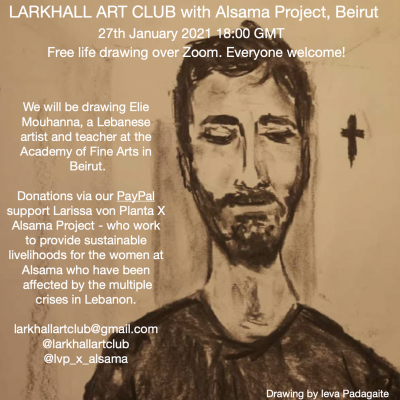 LARKHALL ART CLUB with Alsama Project, Beirut
27th January 2021 18:00 GMT
Free life drawing over Zoom. Everyone welcome!
We will be drawing Elie
Mouhanna, a Lebanese
artist and teacher at the
Academy of Fine Arts in
Beirut.
Donations via our PayPal
support Larissa von Planta X
Alsama Project - who work
to provide sustainable
livelihoods for the women at
Alsama who have been
affected by the multiple
crises in Lebanon.
larkhallartclub@gmail.com
@larkhallartclub
@lvp_x_alsama
Drawing by Ieva Padagaite